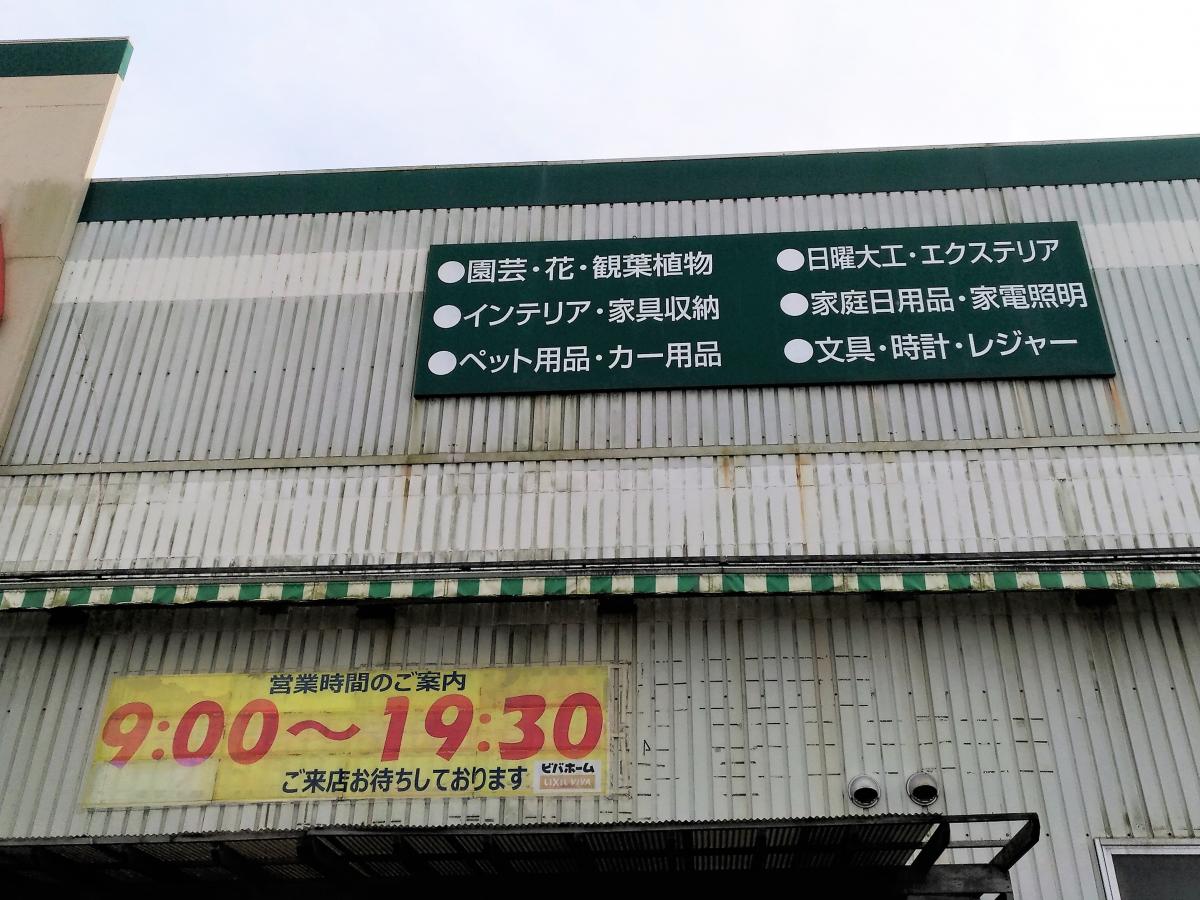 ●園芸・花・観葉植物
●インテリア・家具収納
●ペット用品・カー用品
●日曜大工・エクステリア
●家庭日用品・家電照明
●文具・時計・レジャー
営業時間のご案内
9:00〜19:30
ご来店お待ちしております
ビバホーム
LIXIL VIVA